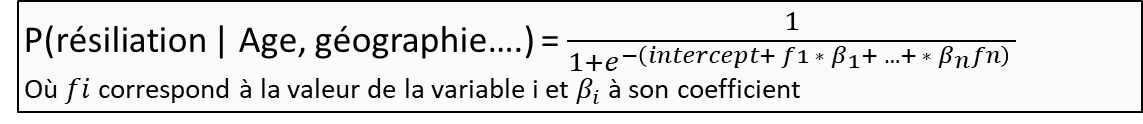 P(résiliation | Age, géographie….) = 1 / 1+e^−(intercept+ f1 * β₁+ …+ * βₙfn)
Où fi correspond à la valeur de la variable i et βᵢ à son coefficient